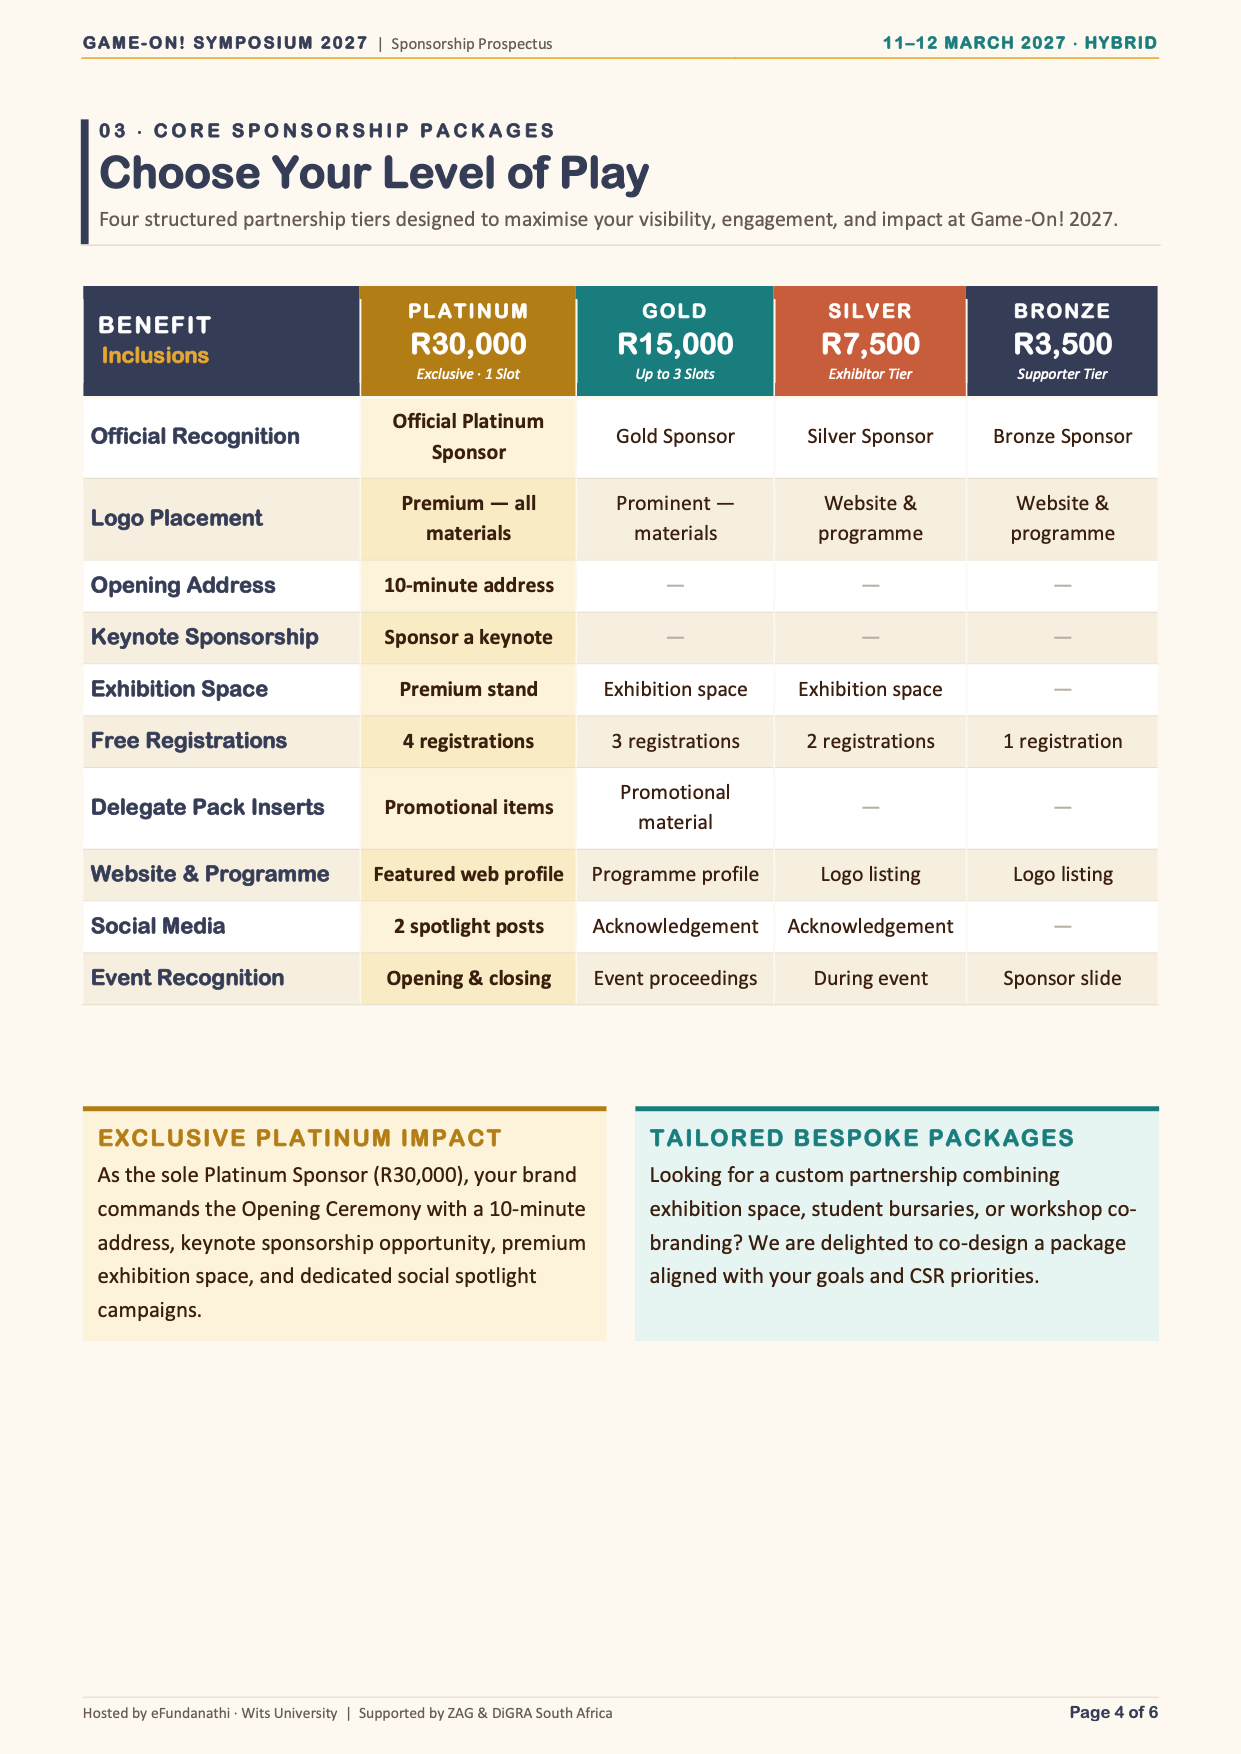 GAME-ON! SYMPOSIUM 2027 | Sponsorship Prospectus
11–12 MARCH 2027 · HYBRID
03 · CORE SPONSORSHIP PACKAGES
Choose Your Level of Play
Four structured partnership tiers designed to maximise your visibility, engagement, and impact at Game-On! 2027.
BENEFIT
Inclusions
PLATINUM
R30,000
Exclusive · 1 Slot
GOLD
R15,000
Up to 3 Slots
SILVER
R7,500
Exhibitor Tier
BRONZE
R3,500
Supporter Tier
Official Recognition
Official Platinum
Sponsor
Gold Sponsor
Silver Sponsor
Bronze Sponsor
Logo Placement
Premium — all
materials
Prominent —
materials
Website &
programme
Website &
programme
Opening Address
10-minute address
—
—
—
Keynote Sponsorship
Sponsor a keynote
—
—
—
Exhibition Space
Premium stand
Exhibition space
Exhibition space
—
Free Registrations
4 registrations
3 registrations
2 registrations
1 registration
Delegate Pack Inserts
Promotional items
Promotional
material
—
—
Website & Programme
Featured web profile
Programme profile
Logo listing
Logo listing
Social Media
2 spotlight posts
Acknowledgement
Acknowledgement
—
Event Recognition
Opening & closing
Event proceedings
During event
Sponsor slide
EXCLUSIVE PLATINUM IMPACT
As the sole Platinum Sponsor (R30,000), your brand
commands the Opening Ceremony with a 10-minute
address, keynote sponsorship opportunity, premium
exhibition space, and dedicated social spotlight
campaigns.
TAILORED BESPOKE PACKAGES
Looking for a custom partnership combining
exhibition space, student bursaries, or workshop co-
branding? We are delighted to co-design a package
aligned with your goals and CSR priorities.
Hosted by eFundanathi · Wits University | Supported by ZAG & DiGRA South Africa
Page 4 of 6